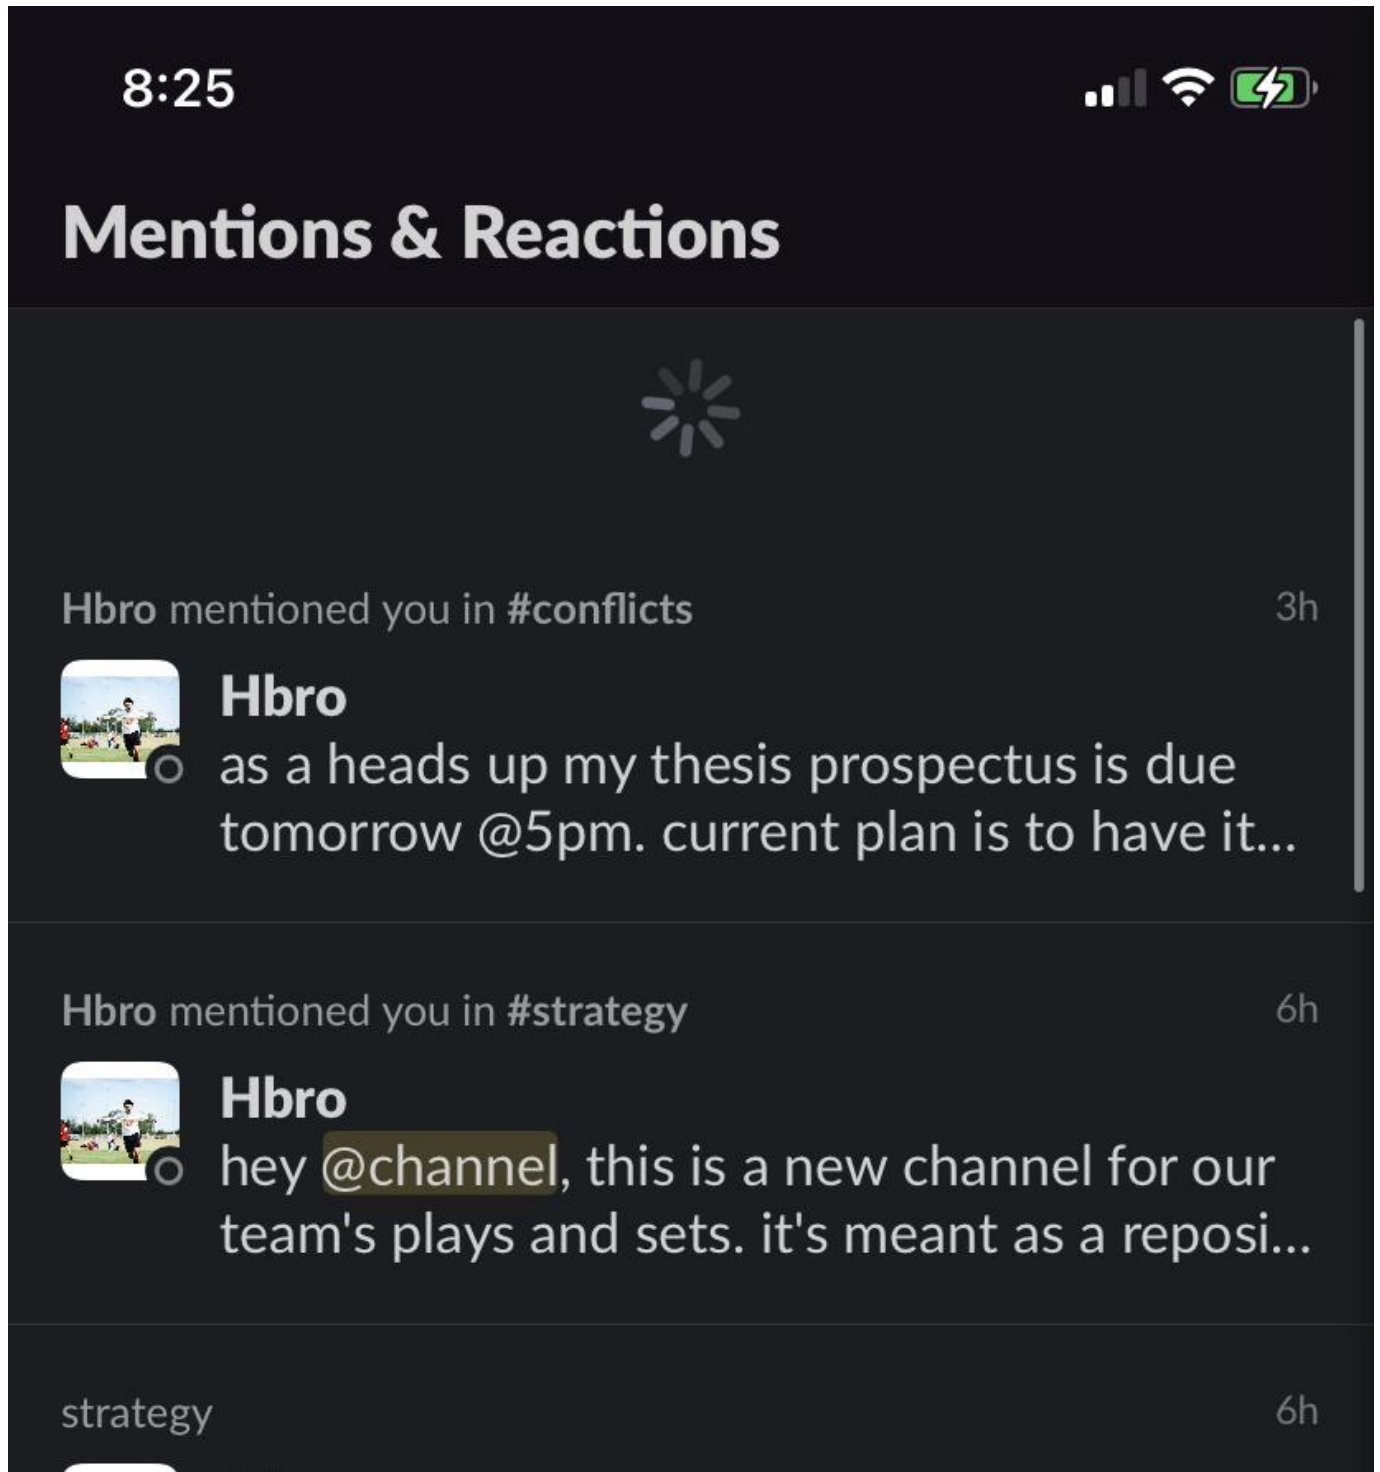 8:25
Mentions & Reactions
Hbro mentioned you in #conflicts 3h
Hbro
as a heads up my thesis prospectus is due
tomorrow @5pm. current plan is to have it...
Hbro mentioned you in #strategy 6h
Hbro
hey @channel, this is a new channel for our
team's plays and sets. it's meant as a reposi...
strategy 6h